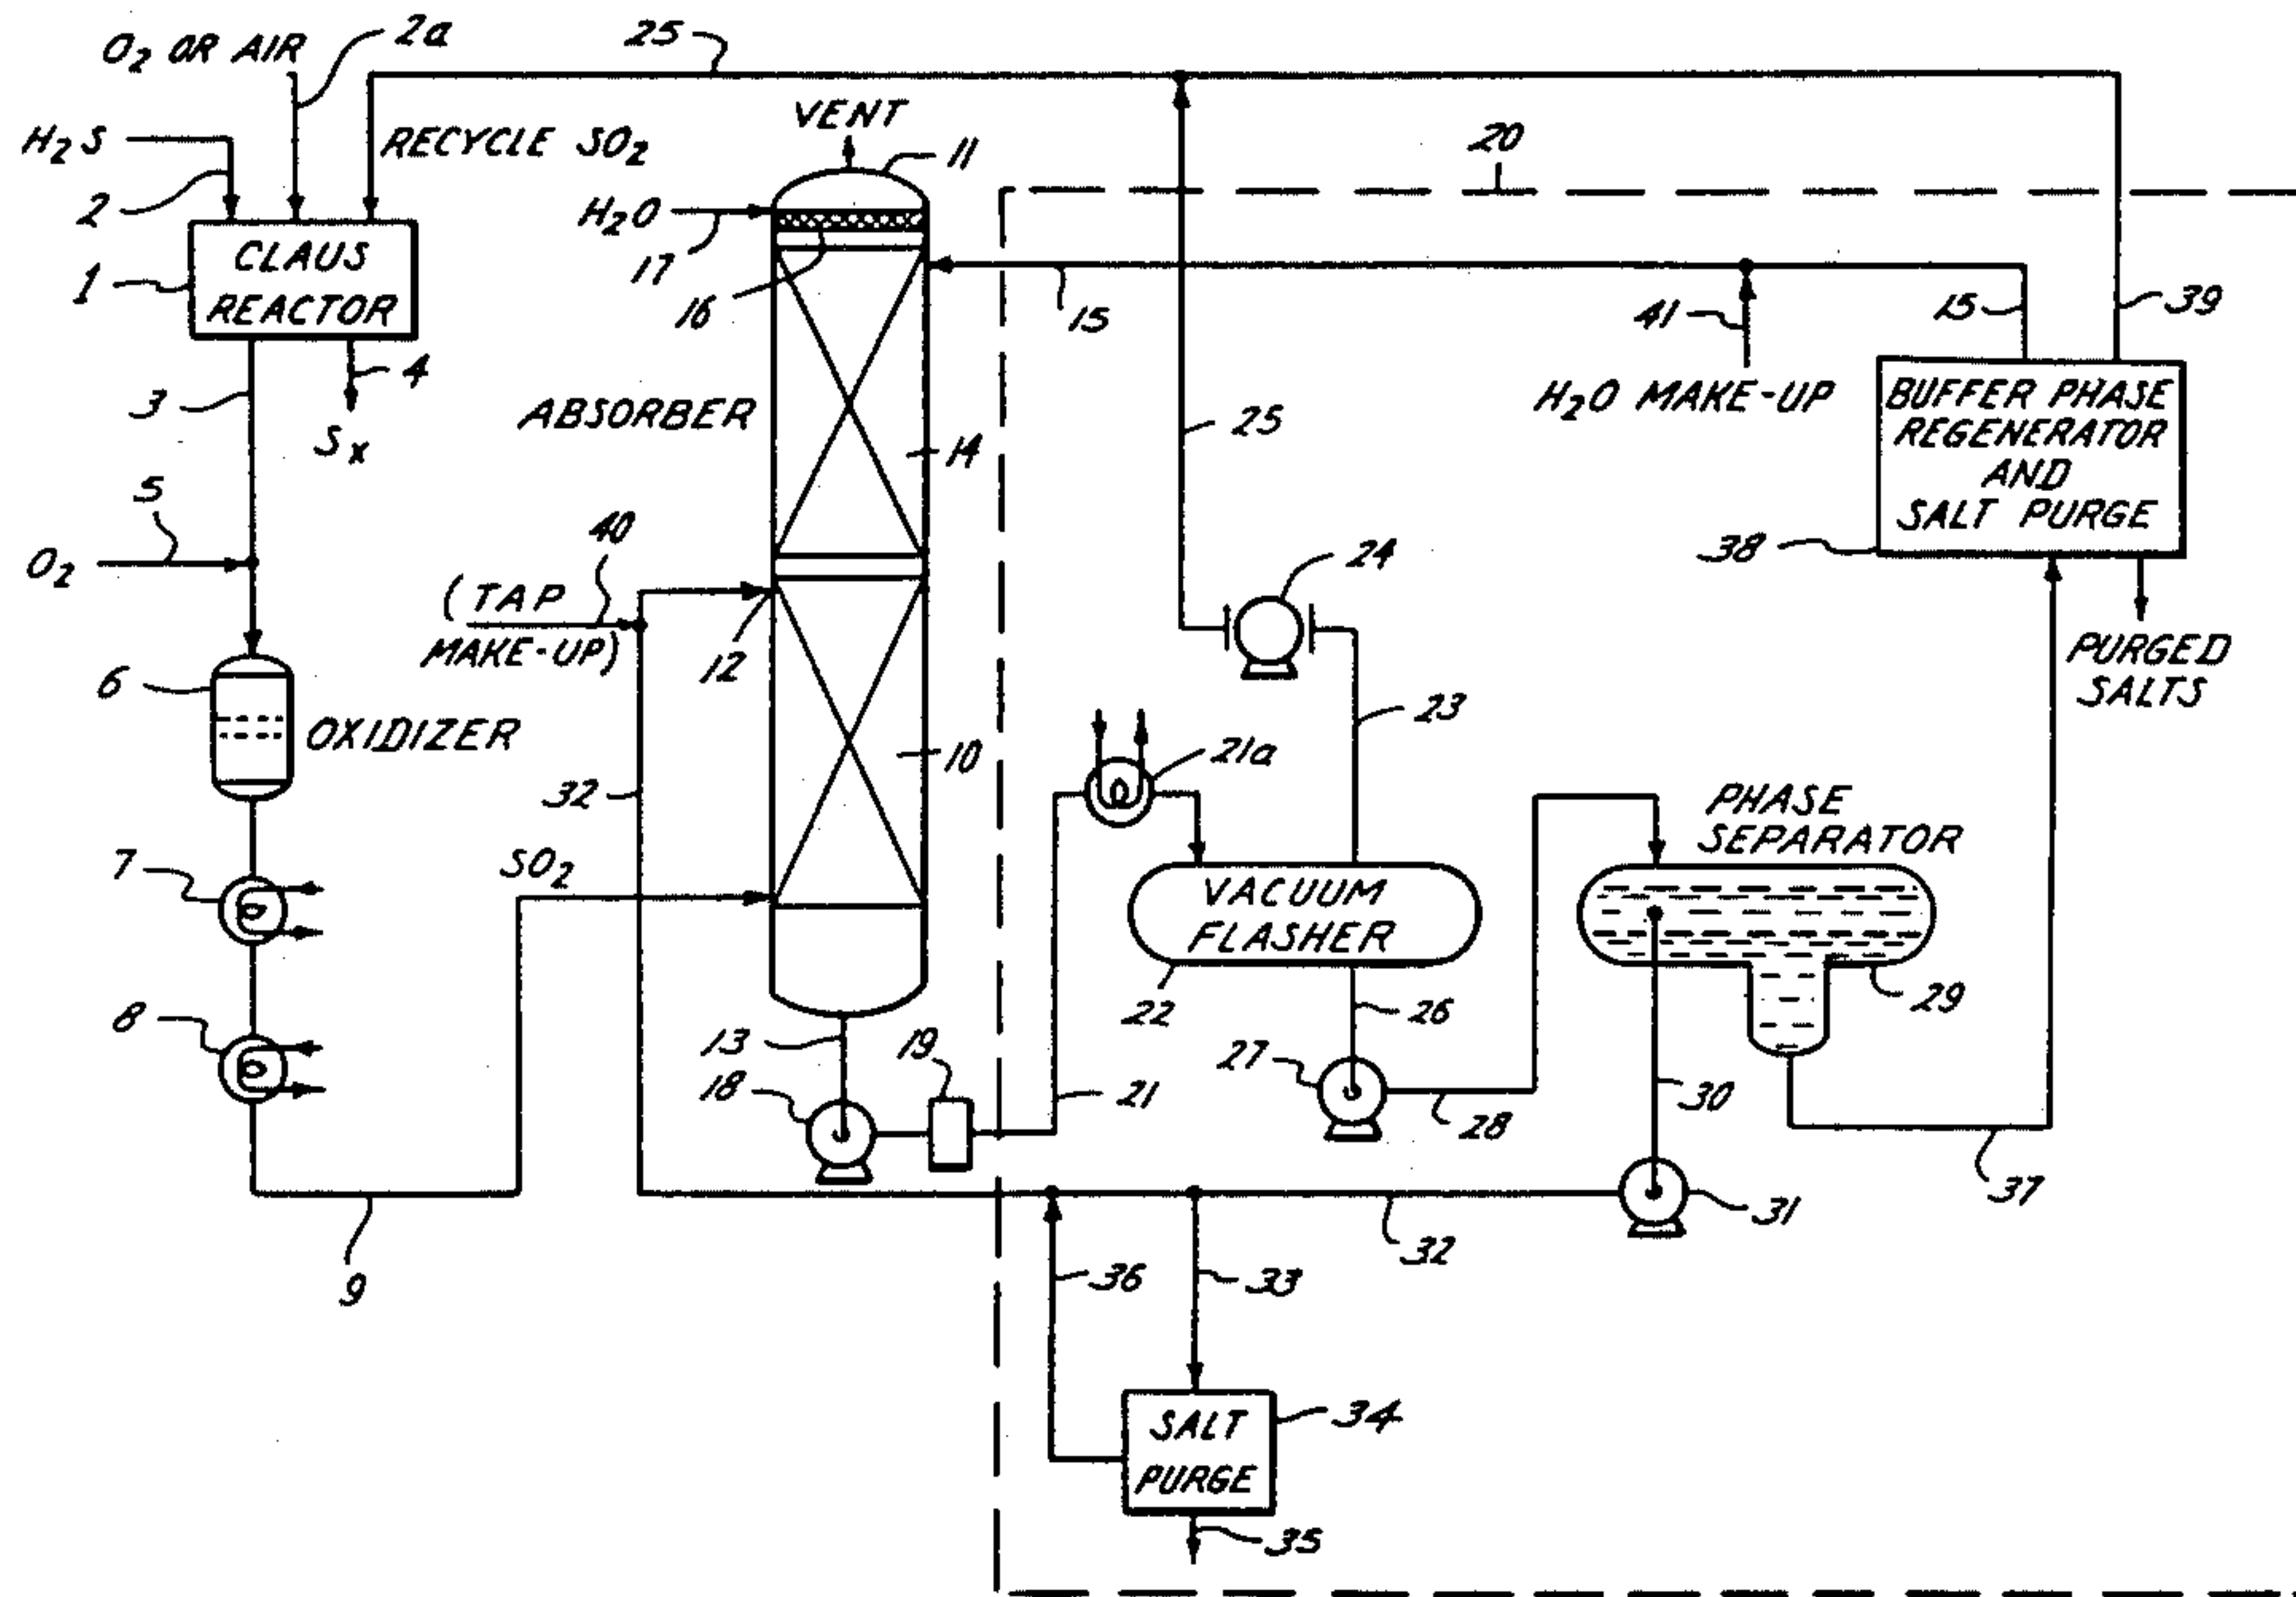 O2 OR AIR
2a
25
H2S
RECYCLE SO2
VENT
11
20
2
H2O
17
16
CLAUS
REACTOR
1
15
41
15
39
3
4
Sx
ABSORBER
14
25
H2O MAKE-UP
BUFFER PHASE
REGENERATOR
AND
SALT PURGE
38
5
O2
40
(TAP
MAKE-UP)
12
24
PURGED
SALTS
6
OXIDIZER
10
23
21a
32
PHASE
SEPARATOR
7
SO2
VACUUM
FLASHER
22
26
29
8
13
19
18
21
27
28
30
37
31
9
32
36
33
SALT
PURGE
34
35